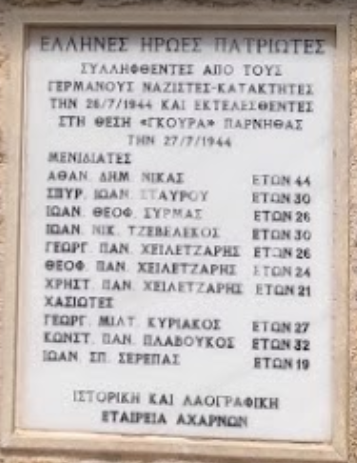 ΕΛΛΗΝΕΣ ΗΡΩΕΣ ΠΑΤΡΙΩΤΕΣ
ΣΥΛΛΗΦΘΕΝΤΕΣ ΑΠΟ ΤΟΥΣ
ΓΕΡΜΑΝΟΥΣ ΝΑΖΙΣΤΕΣ-ΚΑΤΑΚΤΗΤΕΣ
ΤΗΝ 26/7/1944 ΚΑΙ ΕΚΤΕΛΕΣΘΕΝΤΕΣ
ΣΤΗ ΘΕΣΗ «ΓΚΟΥΡΑ» ΠΑΡΝΗΘΑΣ
ΤΗΝ 27/7/1944
ΜΕΝΙΔΙΑΤΕΣ
ΑΘΑΝ. ΔΗΜ. ΝΙΚΑΣ ΕΤΩΝ 44
ΣΠΥΡ. ΙΩΑΝ. ΣΤΑΥΡΟΥ ΕΤΩΝ 30
ΙΩΑΝ. ΘΕΟΦ. ΣΥΡΜΑΣ ΕΤΩΝ 26
ΙΩΑΝ. ΝΙΚ. ΤΖΕΒΕΛΕΚΟΣ ΕΤΩΝ 30
ΓΕΩΡΓ. ΠΑΝ. ΧΕΙΛΕΤΖΑΡΗΣ ΕΤΩΝ 26
ΘΕΟΦ. ΠΑΝ. ΧΕΙΛΕΤΖΑΡΗΣ ΕΤΩΝ 24
ΧΡΗΣΤ. ΠΑΝ. ΧΕΙΛΕΤΖΑΡΗΣ ΕΤΩΝ 21
ΧΑΣΙΩΤΕΣ
ΓΕΩΡΓ. ΜΙΛΤ. ΚΥΡΙΑΚΟΣ ΕΤΩΝ 27
ΚΩΝΣΤ. ΠΑΝ. ΠΛΑΒΟΥΚΟΣ ΕΤΩΝ 32
ΙΩΑΝ. ΣΠ. ΣΕΡΕΠΑΣ ΕΤΩΝ 19
ΙΣΤΟΡΙΚΗ ΚΑΙ ΛΑΟΓΡΑΦΙΚΗ
ΕΤΑΙΡΕΙΑ ΑΧΑΡΝΩΝ